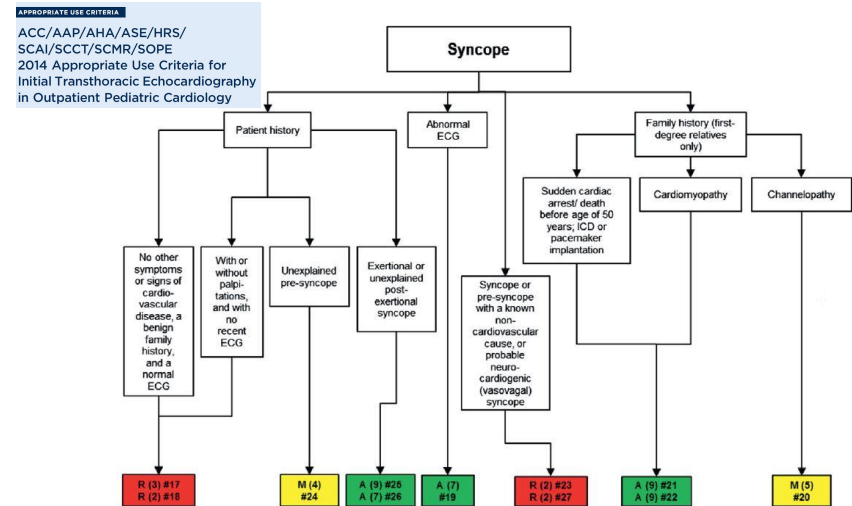 APPROPRIATE USE CRITERIA
ACC/AAP/AHA/ASE/HRS/
SCAI/SCCT/SCMR/SOPE
2014 Appropriate Use Criteria for
Initial Transthoracic Echocardiography
in Outpatient Pediatric Cardiology
Syncope
Patient history
Abnormal
ECG
Family history (first-
degree relatives
only)
Sudden cardiac
arrest/ death
before age of 50
years; ICD or
pacemaker
implantation
Cardiomyopathy
Channelopathy
No other
symptoms
or signs of
cardio-
vascular
disease, a
benign
family
history,
and a
normal
ECG
With or
without
palpi-
tations,
and with
no
recent
ECG
Unexplained
pre-syncope
Exertional or
unexplained
post-
exertional
syncope
Syncope or
pre-syncope
with a known
non-
cardiovascular
cause, or
probable
neuro-
cardiogenic
(vasovagal)
syncope
R (3) #17
R (2) #18
M (4)
#24
A (9) #25
A (7) #26
A (7)
#19
R (2) #23
R (2) #27
A (9) #21
A (9) #22
M (5)
#20